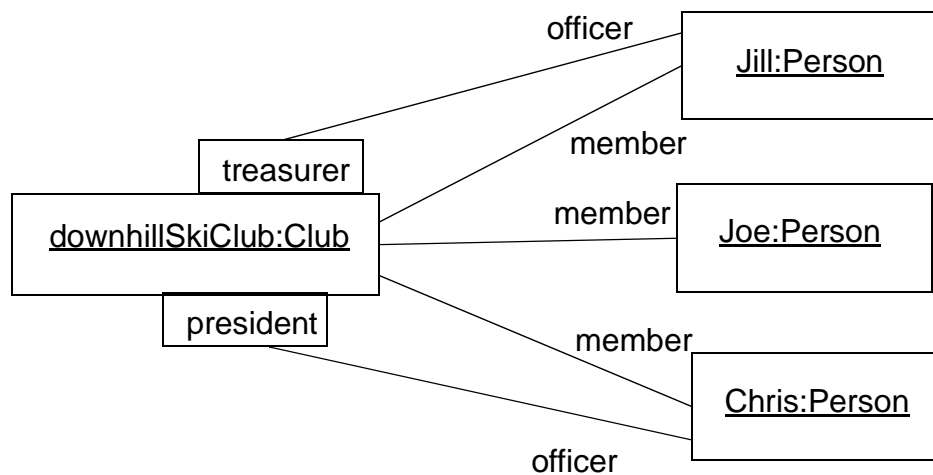 officer
Jill:Person
member
treasurer
member
downhillSkiClub:Club
Joe:Person
president
member
Chris:Person
officer